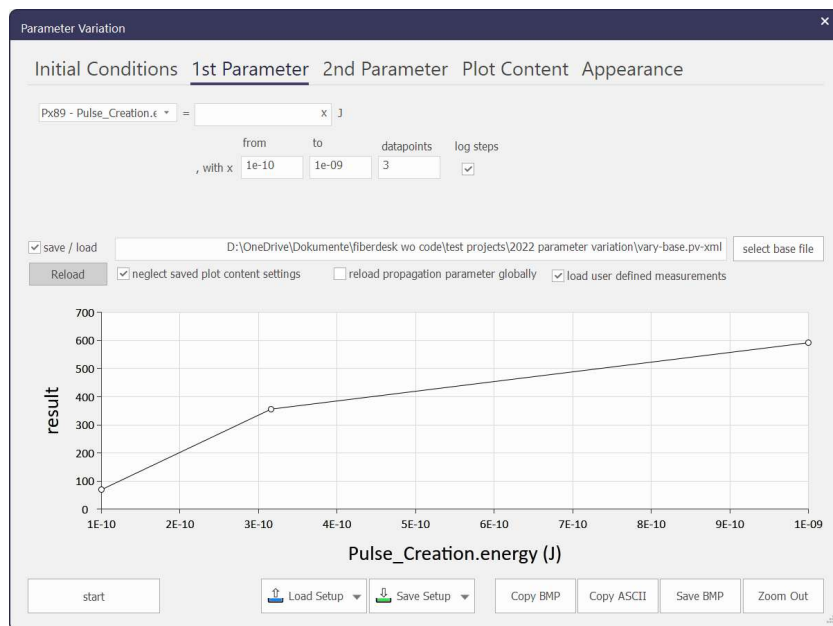 Parameter Variation
Initial Conditions 1st Parameter 2nd Parameter Plot Content Appearance
Px89 - Pulse_Creation.e = x J
from to datapoints log steps
, with x 1e-10 1e-09 3
save / load D:\OneDrive\Dokumente\fiberdesk wo code\test projects\2022 parameter variation\vary-base.pv-xml select base file
Reload neglect saved plot content settings reload propagation parameter globally load user defined measurements
700
600
500
400
300
200
100
0
result
1E-10 2E-10 3E-10 4E-10 5E-10 6E-10 7E-10 8E-10 9E-10 1E-09
Pulse_Creation.energy (J)
start Load Setup Save Setup Copy BMP Copy ASCII Save BMP Zoom Out